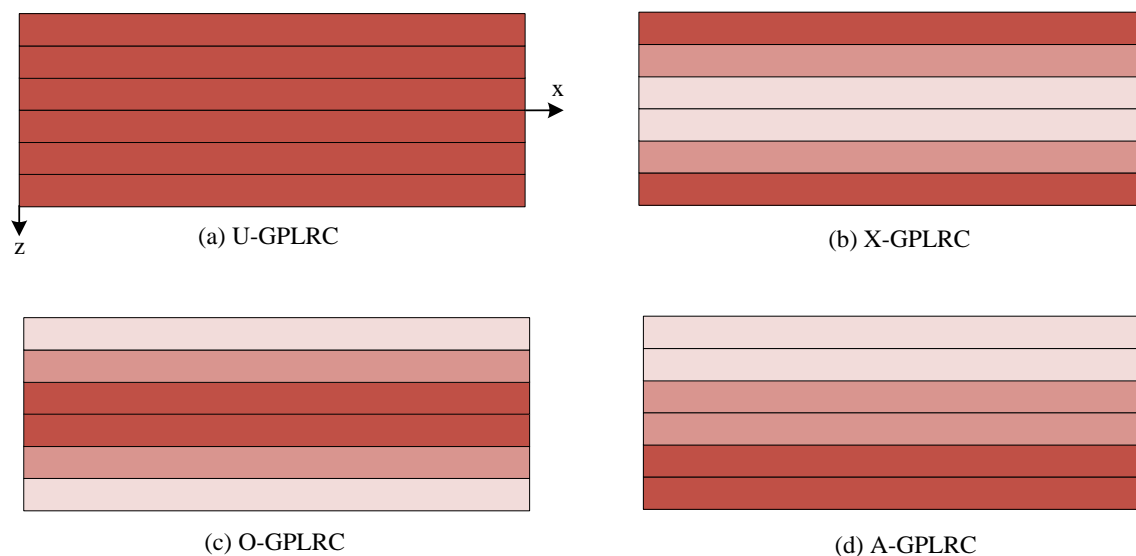 x
z
(a) U-GPLRC
(b) X-GPLRC
(c) O-GPLRC
(d) A-GPLRC